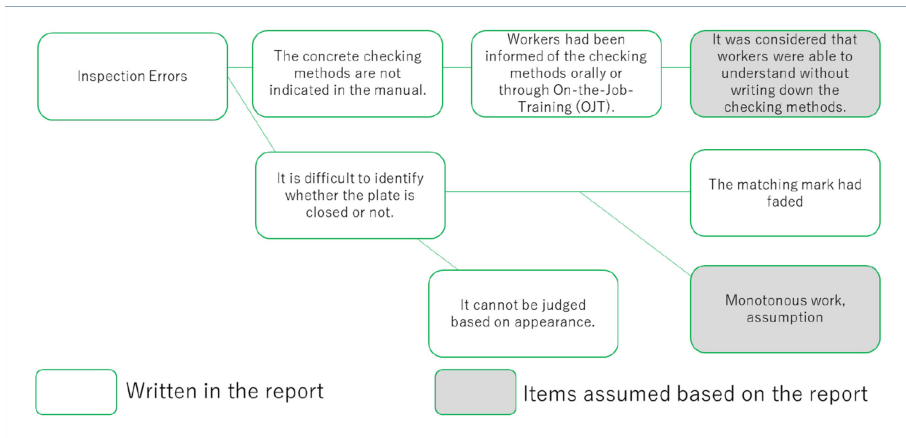 Inspection Errors
The concrete checking
methods are not
indicated in the manual.
Workers had been
informed of the checking
methods orally or
through On-the-Job-
Training (OJT).
It was considered that
workers were able to
understand without
writing down the
checking methods.
It is difficult to identify
whether the plate is
closed or not.
The matching mark had
faded
It cannot be judged
based on appearance.
Monotonous work,
assumption
Written in the report
Items assumed based on the report